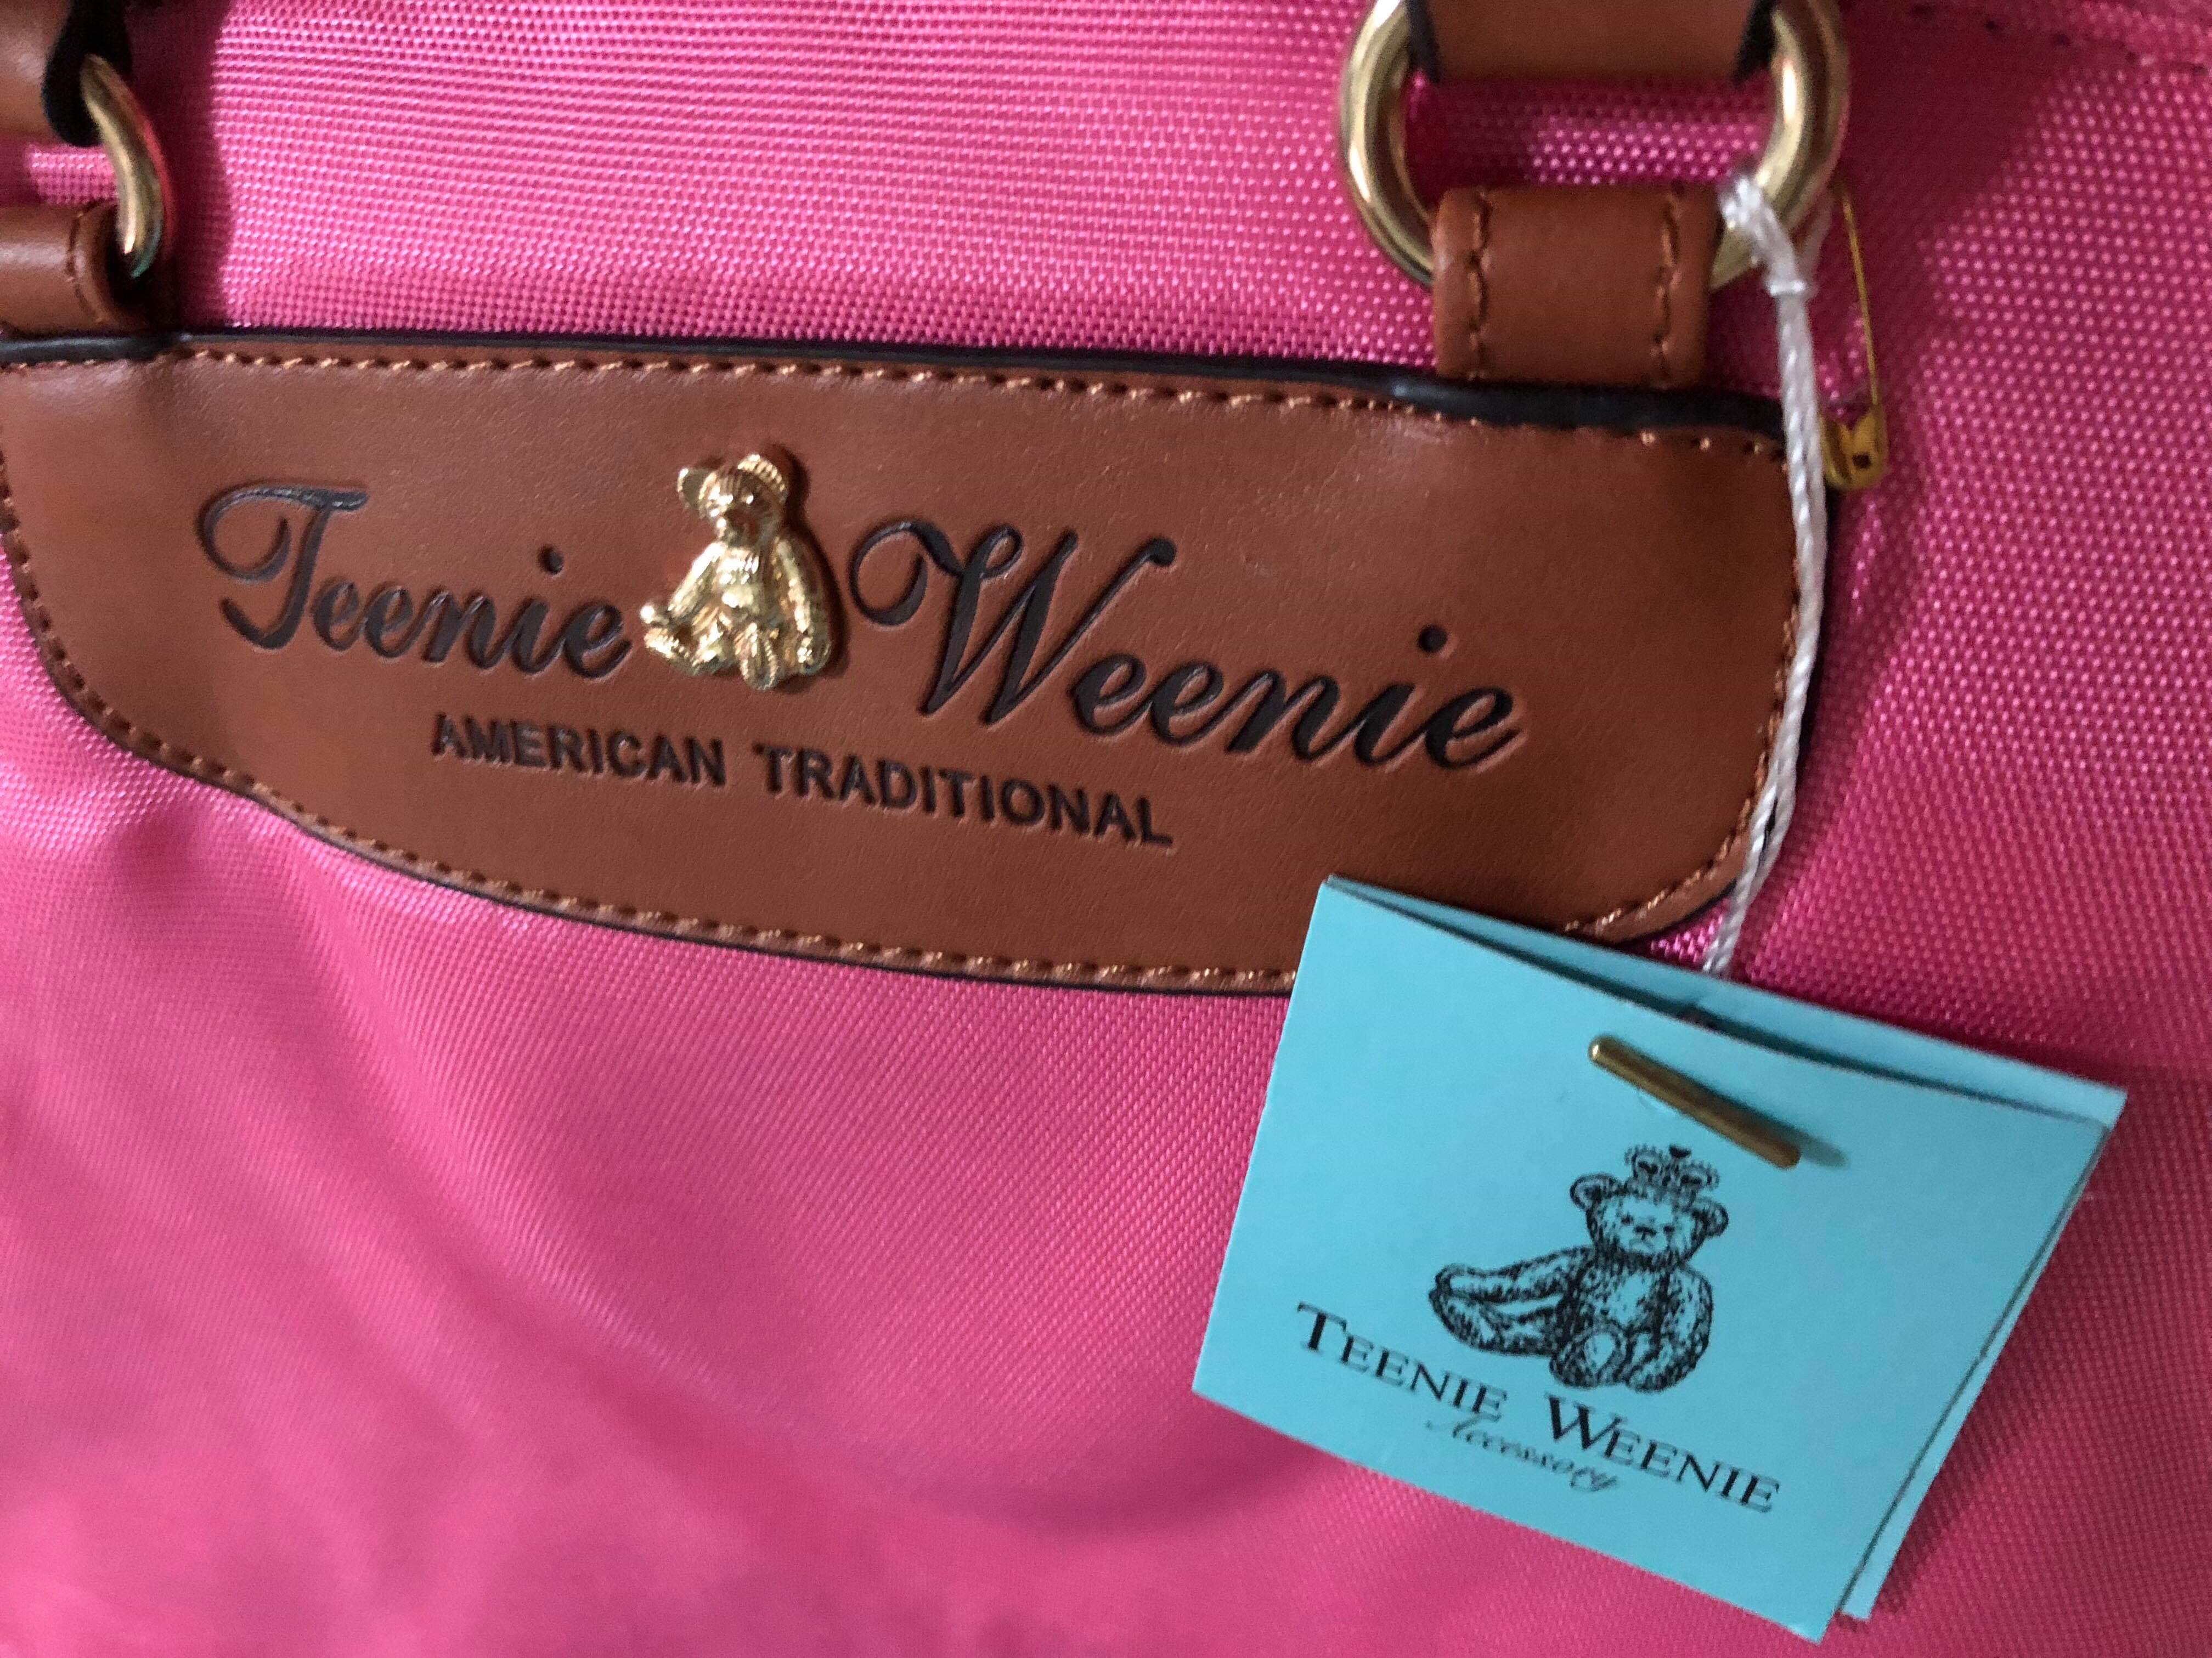 Teenie Weenie
AMERICAN TRADITIONAL
TEENIE WEENIE
Accessory